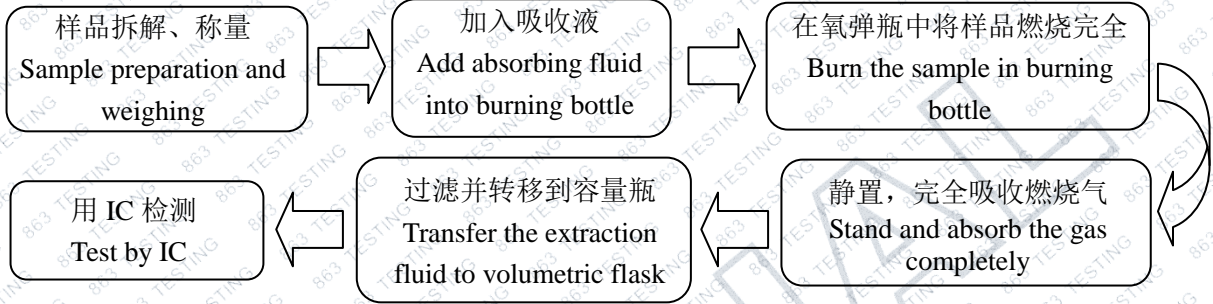 样品拆解、称量
Sample preparation and
weighing
加入吸收液
Add absorbing fluid
into burning bottle
在氧弹瓶中将样品燃烧完全
Burn the sample in burning
bottle
静置，完全吸收燃烧气
Stand and absorb the gas
completely
过滤并转移到容量瓶
Transfer the extraction
fluid to volumetric flask
用 IC 检测
Test by IC
863 TESTING